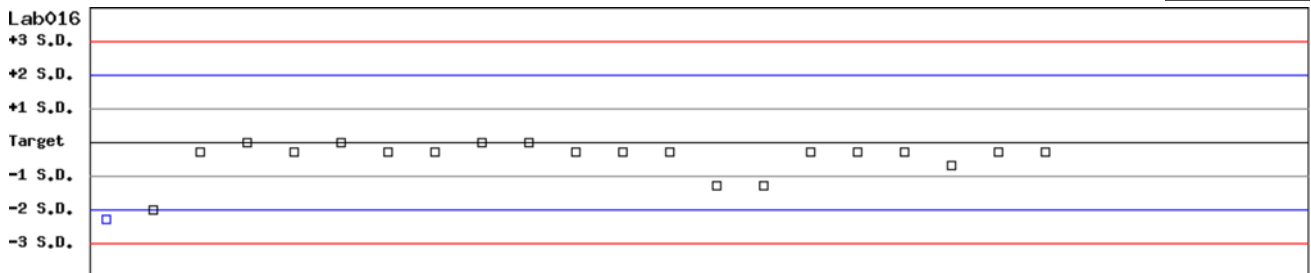 Lab016
+3 S.D.
+2 S.D.
+1 S.D.
Target
-1 S.D.
-2 S.D.
-3 S.D.